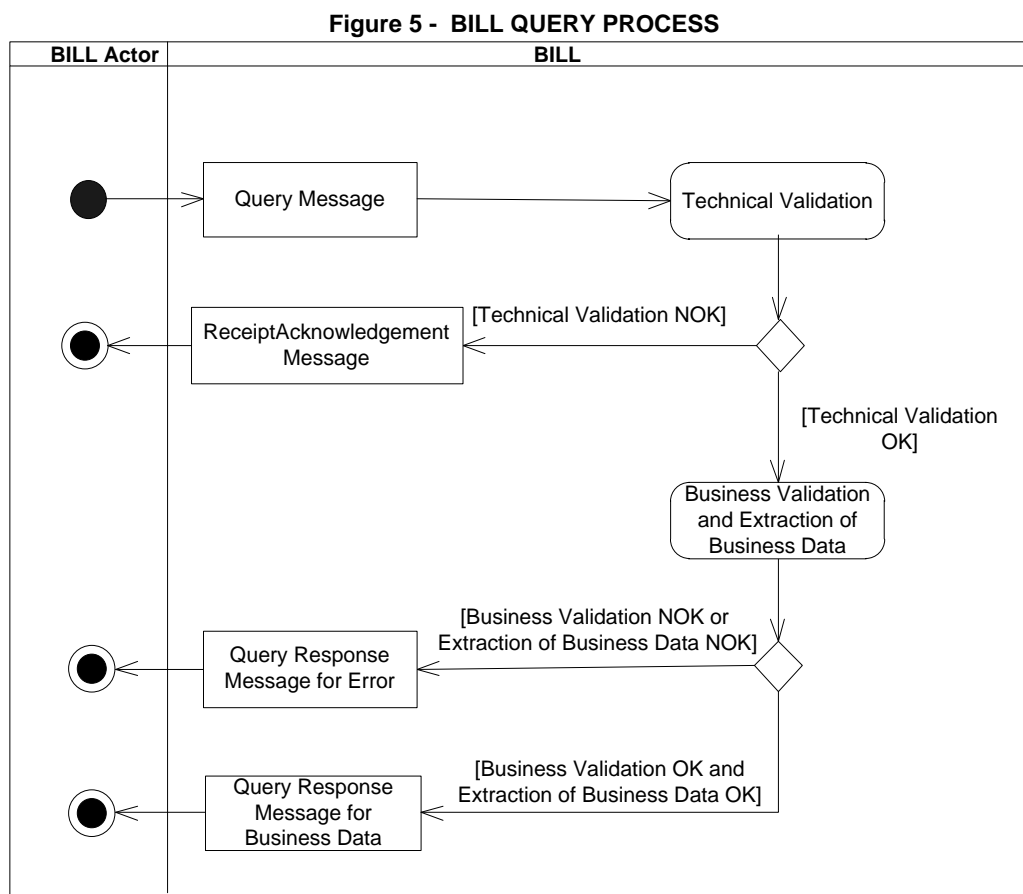 Figure 5 - BILL QUERY PROCESS
BILL Actor
BILL
Query Message
Technical Validation
[Technical Validation NOK]
ReceiptAcknowledgement
Message
[Technical Validation
OK]
Business Validation
and Extraction of
Business Data
[Business Validation NOK or
Extraction of Business Data NOK]
Query Response
Message for Error
[Business Validation OK and
Extraction of Business Data OK]
Query Response
Message for
Business Data